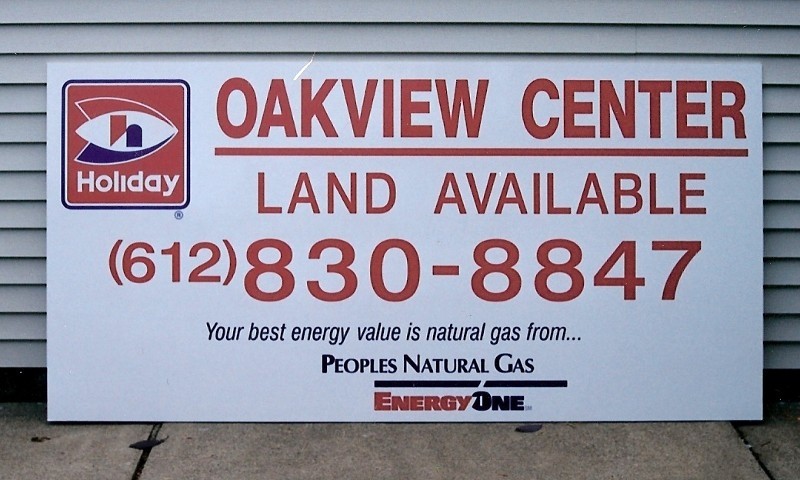 OAKVIEW CENTER
Holiday®
LAND AVAILABLE
(612)830-8847
Your best energy value is natural gas from...
PEOPLES NATURAL GAS
ENERGYONE